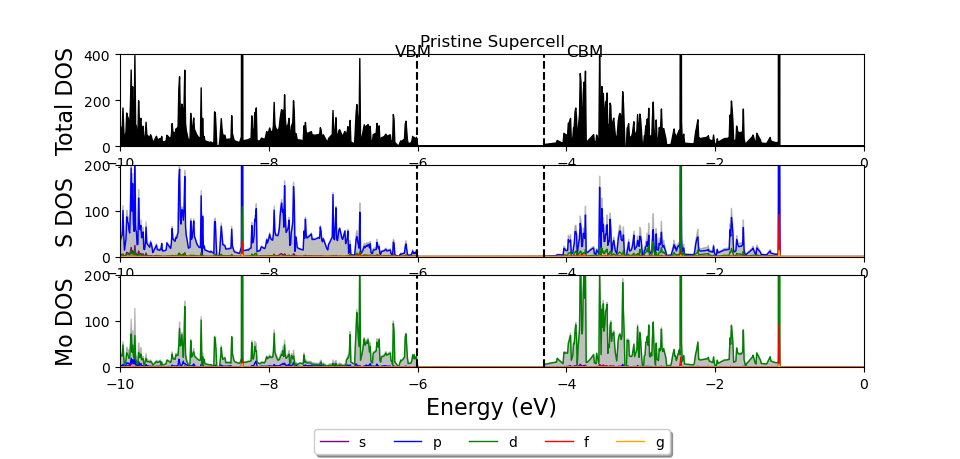 Pristine Supercell
VBM CBM
Total DOS
400
200
0
−10 −8 −6 −4 −2 0
S DOS
200
100
0
−10 −8 −6 −4 −2 0
Mo DOS
200
100
0
−10 −8 −6 −4 −2 0
Energy (eV)
s p d f g